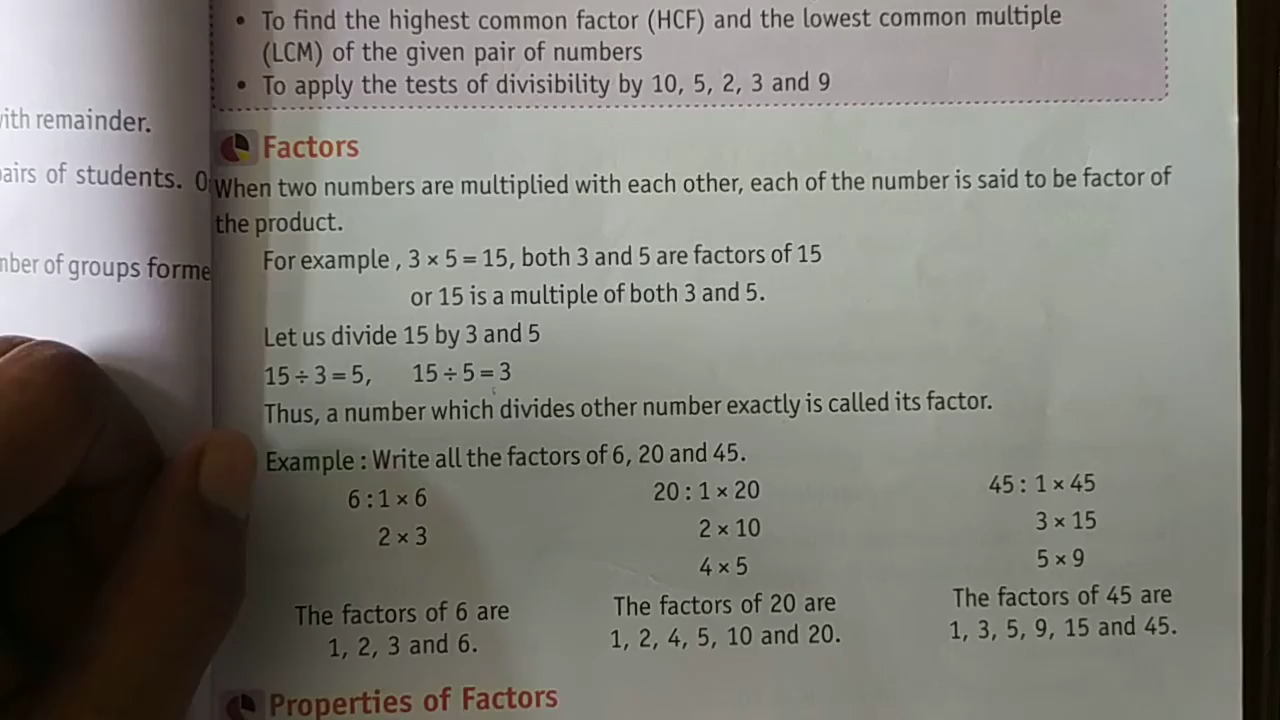 • To find the highest common factor (HCF) and the lowest common multiple
(LCM) of the given pair of numbers
• To apply the tests of divisibility by 10, 5, 2, 3 and 9
with remainder.
pairs of students.
of groups
Factors
When two numbers are multiplied with each other, each of the number is said to be factor of
the product.
For example , 3 × 5 = 15, both 3 and 5 are factors of 15
or 15 is a multiple of both 3 and 5.
Let us divide 15 by 3 and 5
15 ÷ 3 = 5, 15 ÷ 5 = 3
Thus, a number which divides other number exactly is called its factor.
Example : Write all the factors of 6, 20 and 45.
6 : 1 × 6 20 : 1 × 20 45 : 1 × 45
2 × 3 2 × 10 3 × 15
4 × 5 5 × 9
The factors of 6 are The factors of 20 are The factors of 45 are
1, 2, 3 and 6. 1, 2, 4, 5, 10 and 20. 1, 3, 5, 9, 15 and 45.
Properties of Factors